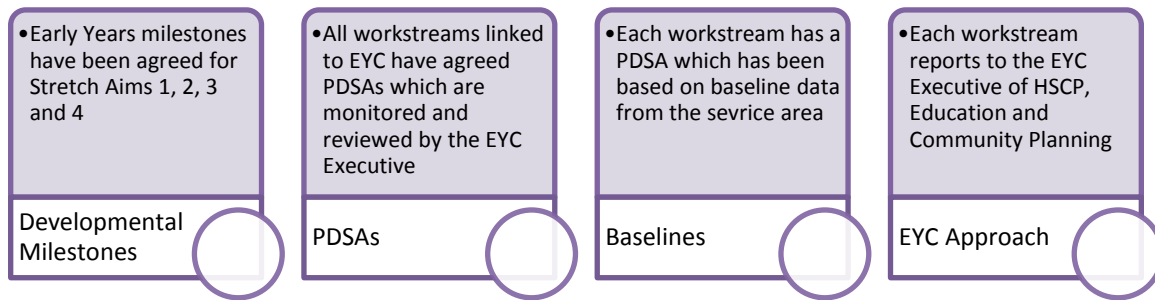 •Early Years milestones
have been agreed for
Stretch Aims 1, 2, 3
and 4
Developmental
Milestones
•All workstreams linked
to EYC have agreed
PDSAs which are
monitored and
reviewed by the EYC
Executive
PDSAs
•Each workstream has a
PDSA which has been
based on baseline data
from the sevrice area
Baselines
•Each workstream
reports to the EYC
Executive of HSCP,
Education and
Community Planning
EYC Approach